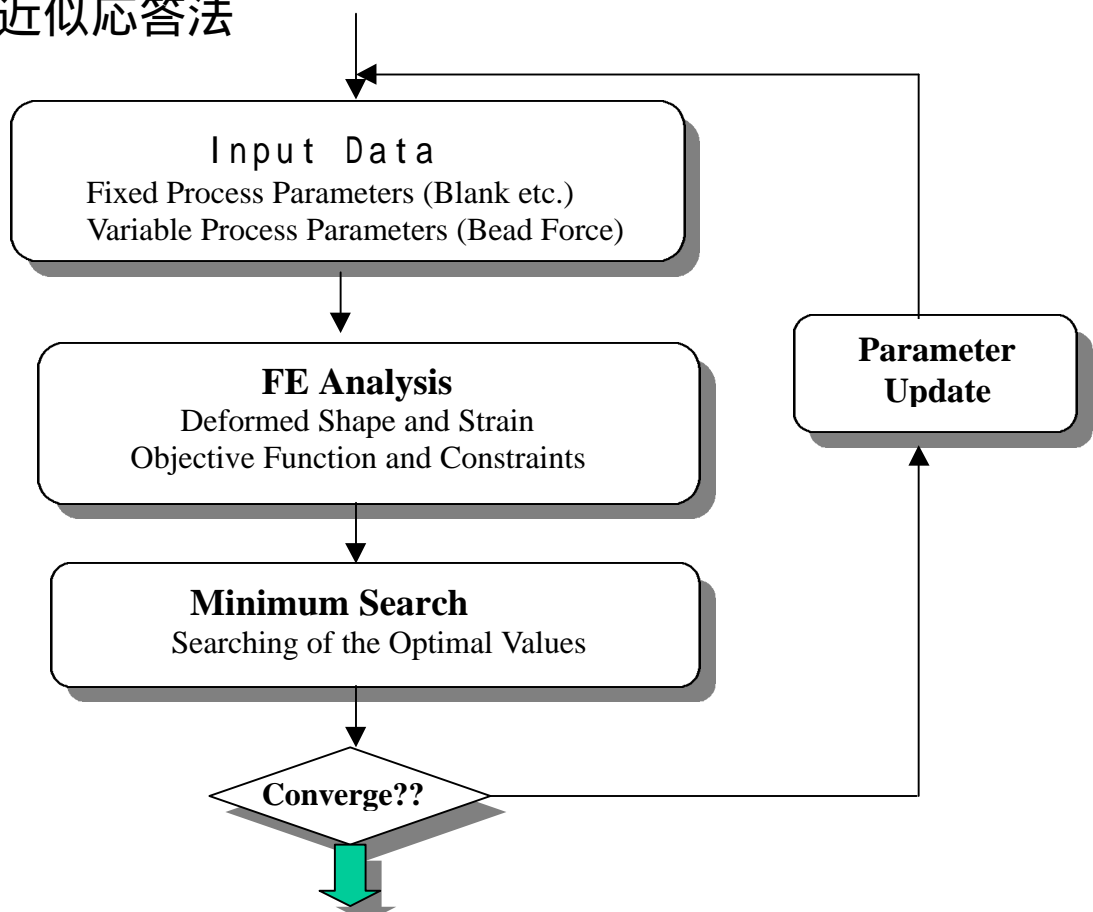 近似応答法
Input Data
Fixed Process Parameters (Blank etc.)
Variable Process Parameters (Bead Force)
FE Analysis
Deformed Shape and Strain
Objective Function and Constraints
Minimum Search
Searching of the Optimal Values
Converge??
Parameter
Update